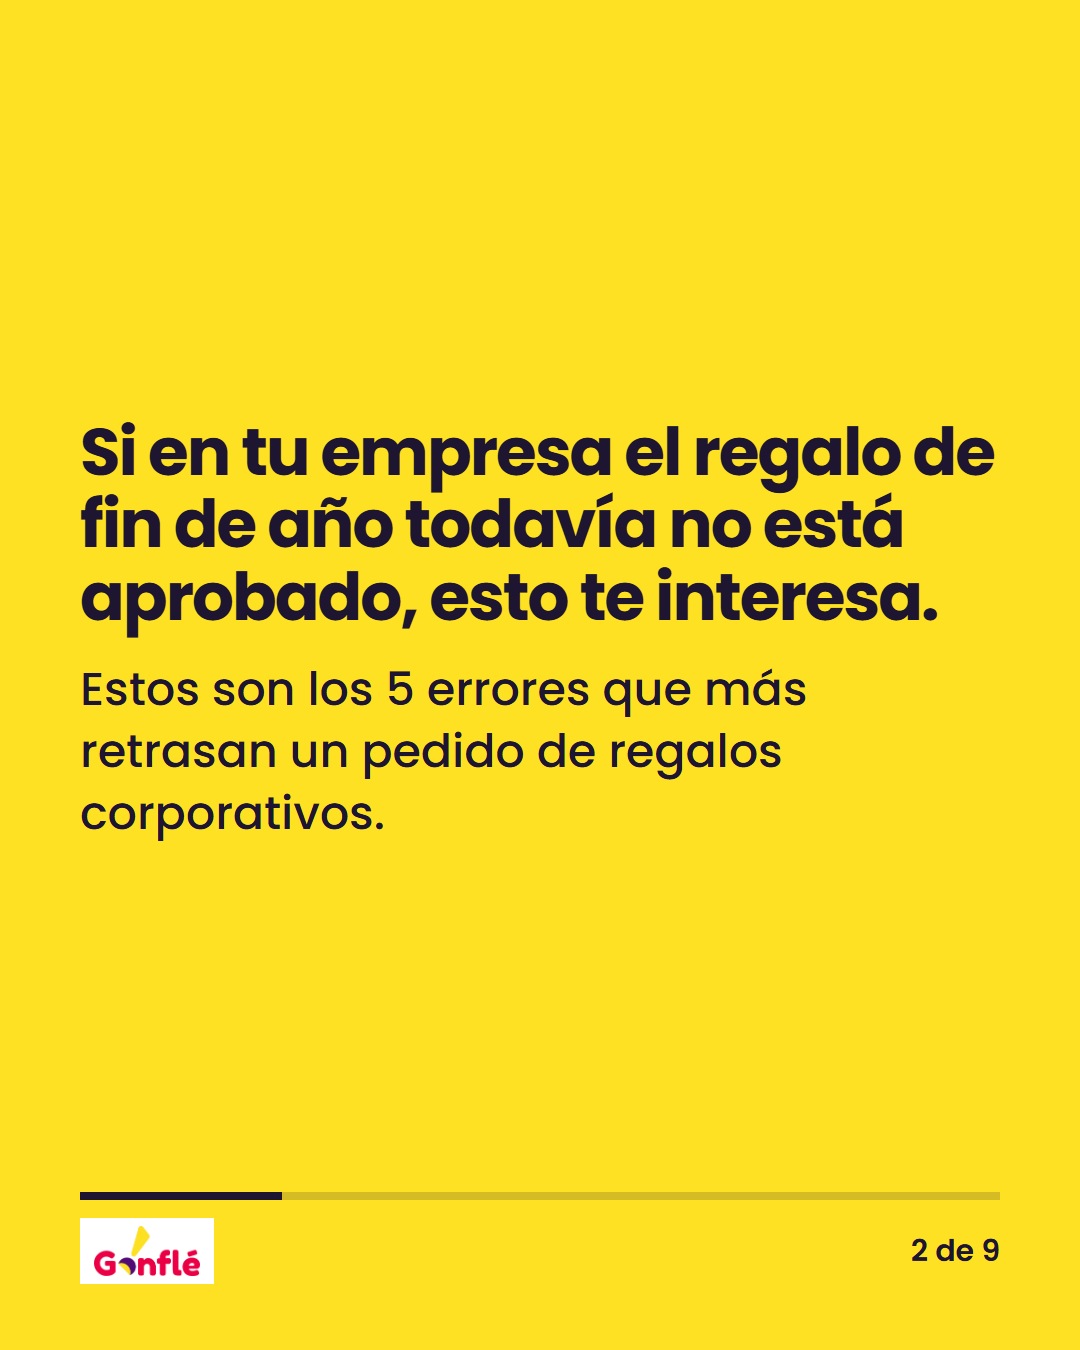 Si en tu empresa el regalo de
fin de año todavía no está
aprobado, esto te interesa.
Estos son los 5 errores que más
retrasan un pedido de regalos
corporativos.
Gonflé
2 de 9